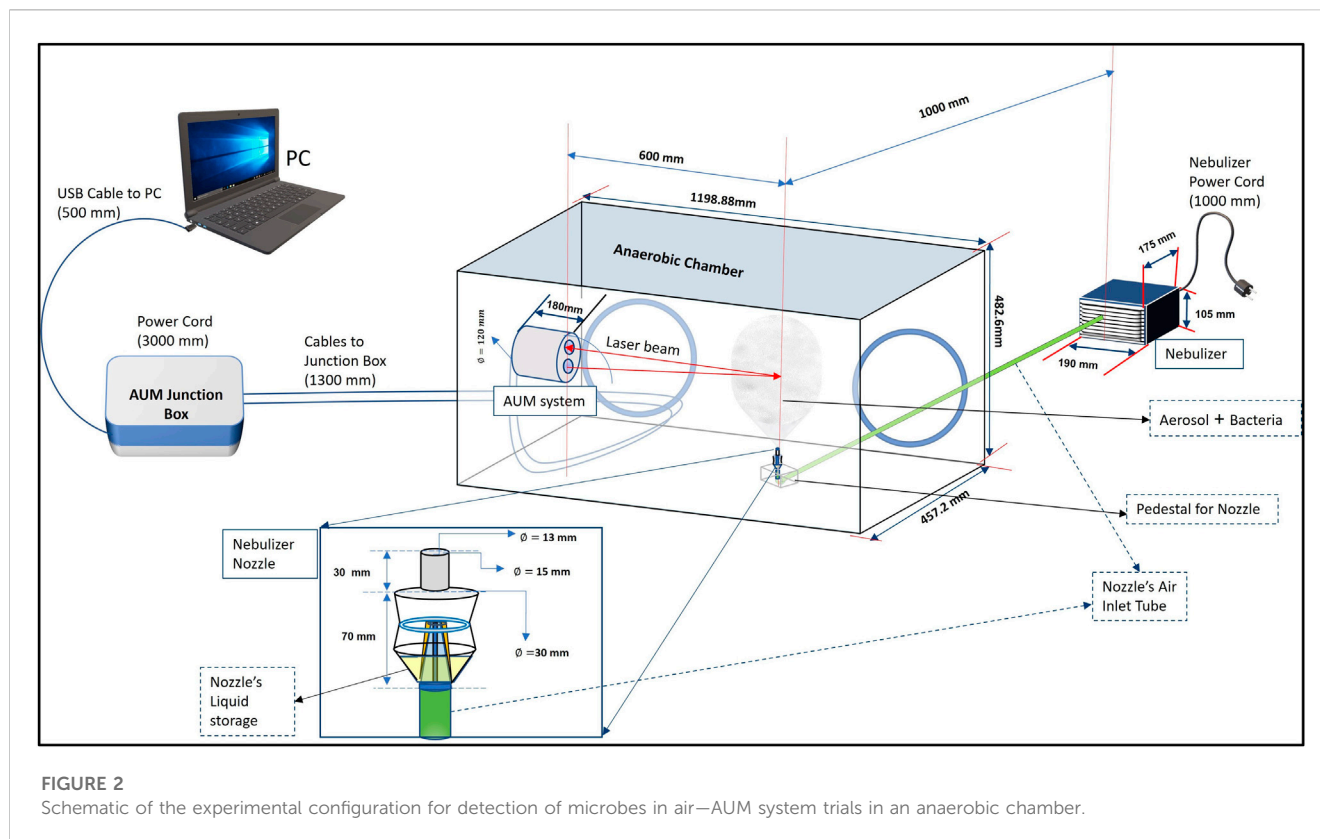 PC
USB Cable to PC
(500 mm)
Power Cord
(3000 mm)
AUM Junction
Box
Cables to
Junction Box
(1300 mm)
600 mm
1000 mm
1198.88mm
Anaerobic Chamber
180mm
Ø = 120 mm
Laser beam
AUM system
482.6mm
457.2 mm
Nebulizer
Power Cord
(1000 mm)
175 mm
105 mm
190 mm
Nebulizer
Aerosol + Bacteria
Pedestal for Nozzle
Nozzle's Air
Inlet Tube
Nebulizer
Nozzle
Ø = 13 mm
30 mm
Ø = 15 mm
70 mm
Ø =30 mm
Nozzle's
Liquid
storage
FIGURE 2
Schematic of the experimental configuration for detection of microbes in air—AUM system trials in an anaerobic chamber.